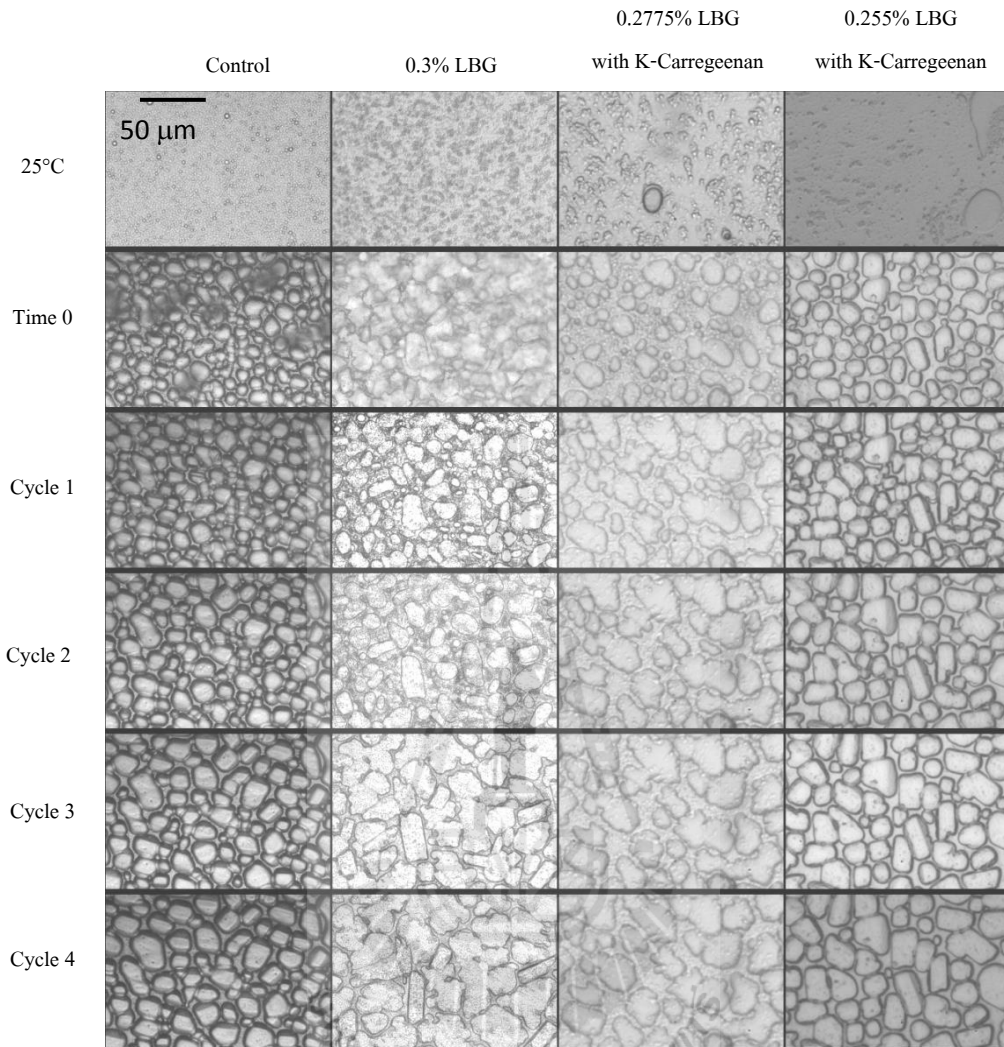 0.2775% LBG 0.255% LBG
Control 0.3% LBG with K-Carregeenan with K-Carregeenan
50 μm
25°C
Time 0
Cycle 1
Cycle 2
Cycle 3
Cycle 4